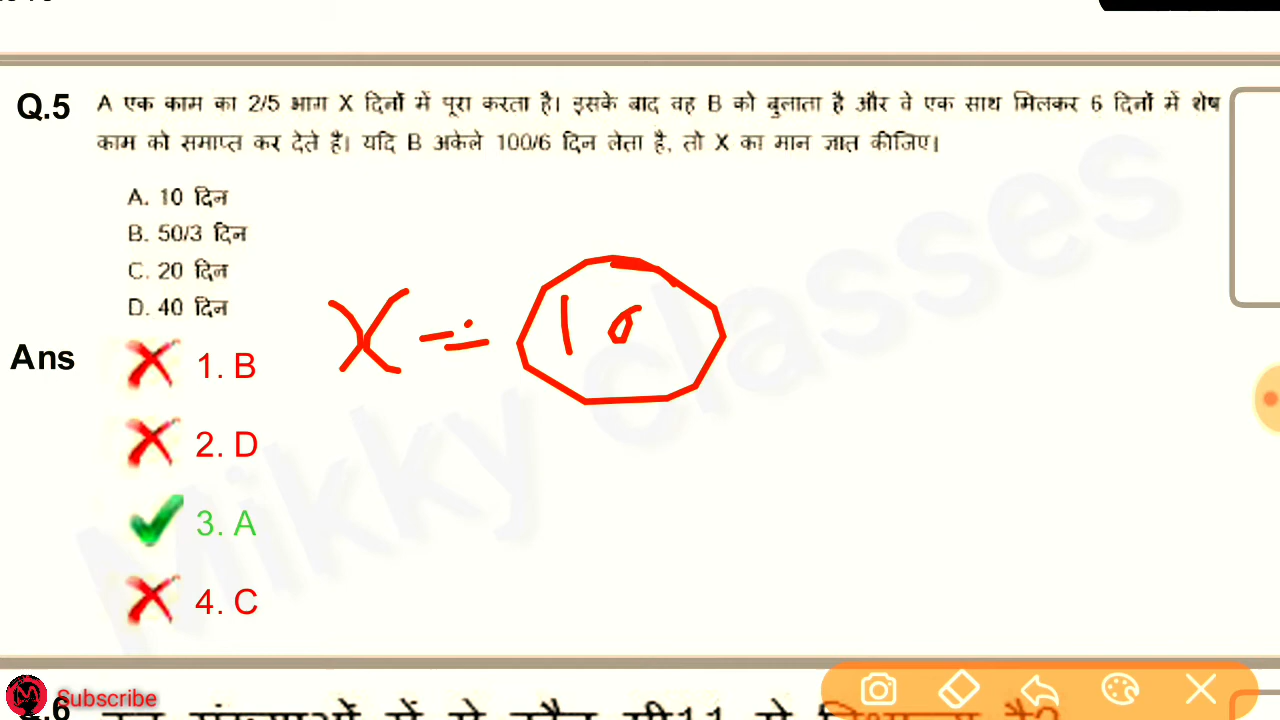 Q.5 A एक काम का 2/5 भाग X दिनों में पूरा करता है। इसके बाद वह B को बुलाता है और वे एक साथ मिलकर 6 दिनों में शेष
काम को समाप्त कर देते हैं। यदि B अकेले 100/6 दिन लेता है, तो X का मान ज्ञात कीजिए।
A. 10 दिन
B. 50/3 दिन
C. 20 दिन
D. 40 दिन
X = 10
Ans 1. B
2. D
3. A
4. C
Mikky classes
Subscribe